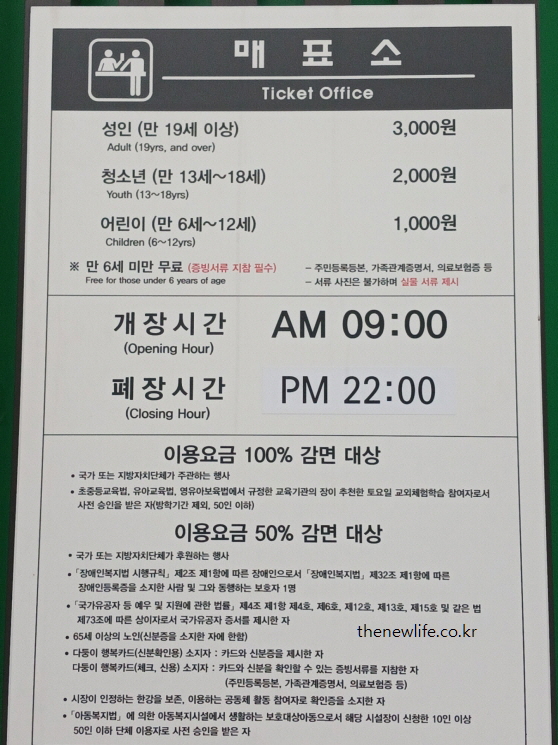 매 표 소
Ticket Office
성인 (만 19세 이상) 3,000원
Adult (19yrs, and over)
청소년 (만 13세~18세) 2,000원
Youth (13~18yrs)
어린이 (만 6세~12세) 1,000원
Children (6~12yrs)
※ 만 6세 미만 무료 (증빙서류 지참 필수) - 주민등록등본, 가족관계증명서, 의료보험증 등
Free for those under 6 years of age - 서류 사진은 불가하며 실물 서류 제시
개장시간 AM 09:00
(Opening Hour)
폐장시간 PM 22:00
(Closing Hour)
이용요금 100% 감면 대상
• 국가 또는 지방자치단체가 주관하는 행사
• 초중등교육법, 유아교육법, 영유아보육법에서 규정한 교육기관의 장이 추천한 토요일 교외체험학습 참여자로서
사전 승인을 받은 자(방학기간 제외, 50인 이하)
이용요금 50% 감면 대상
• 국가 또는 지방자치단체가 후원하는 행사
• 「장애인복지법 시행규칙」 제2조 제1항에 따른 장애인으로서 「장애인복지법」 제32조 제1항에 따른
장애인등록증을 소지한 사람 및 그와 동행하는 보호자 1명
• 「국가유공자 등 예우 및 지원에 관한 법률」 제4조 제1항 제4호, 제6호, 제12호, 제13호, 제15호 및 같은 법
제73조에 따른 상이자로서 국가유공자 증서를 제시한 자
• 65세 이상의 노인(신분증을 소지한 자에 한함)
thenewlife.co.kr
• 다둥이 행복카드(신분확인용) 소지자 : 카드와 신분증을 제시한 자
다둥이 행복카드(체크, 신용) 소지자 : 카드와 신분을 확인할 수 있는 증빙서류를 지참한 자
(주민등록등본, 가족관계증명서, 의료보험증 등)
• 시장이 인정하는 한강을 보존, 이용하는 공동체 활동 참여자로 확인증을 소지한 자
• 「아동복지법」에 의한 아동복지시설에서 생활하는 보호대상아동으로서 해당 시설장이 신청한 10인 이상
50인 이하 단체 이용자로 사전 승인을 받은 자